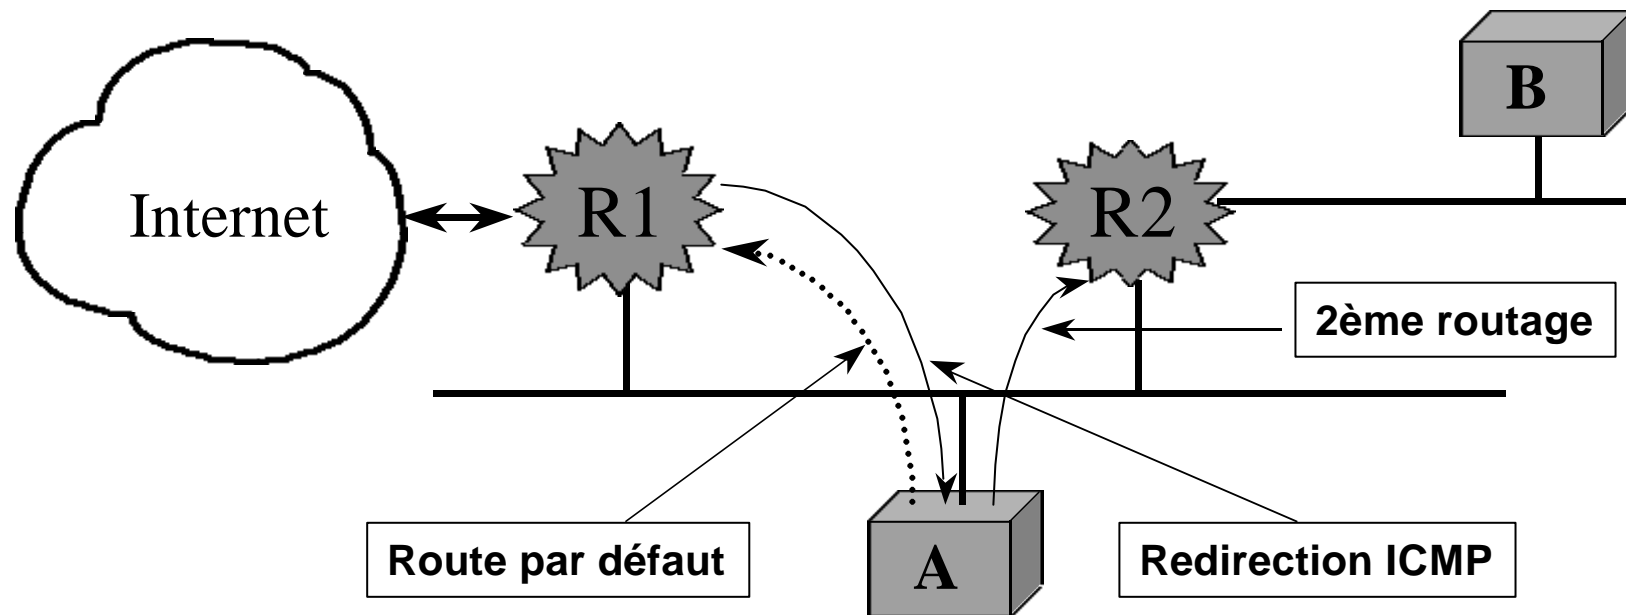 B
Internet
R1
R2
2ème routage
Route par défaut
A
Redirection ICMP